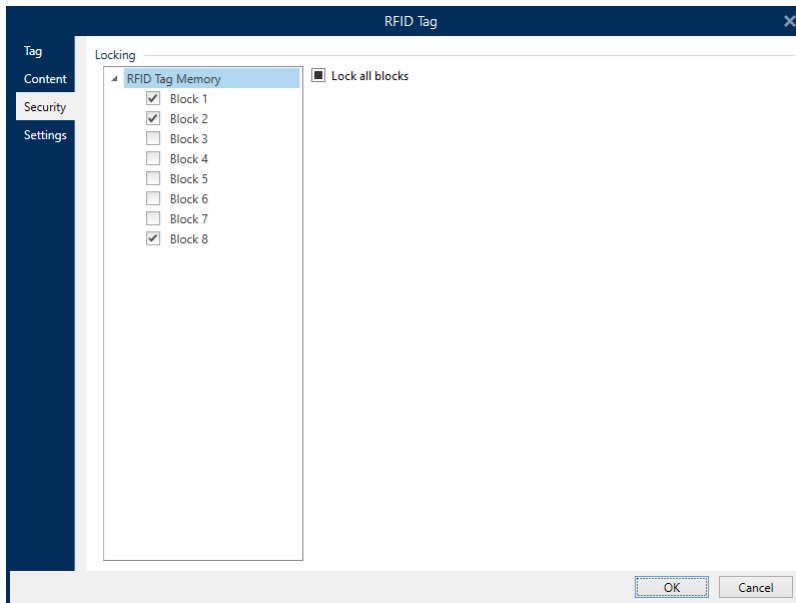 RFID Tag
Tag
Content
Security
Settings
Locking
RFID Tag Memory
Block 1
Block 2
Block 3
Block 4
Block 5
Block 6
Block 7
Block 8
Lock all blocks
OK
Cancel